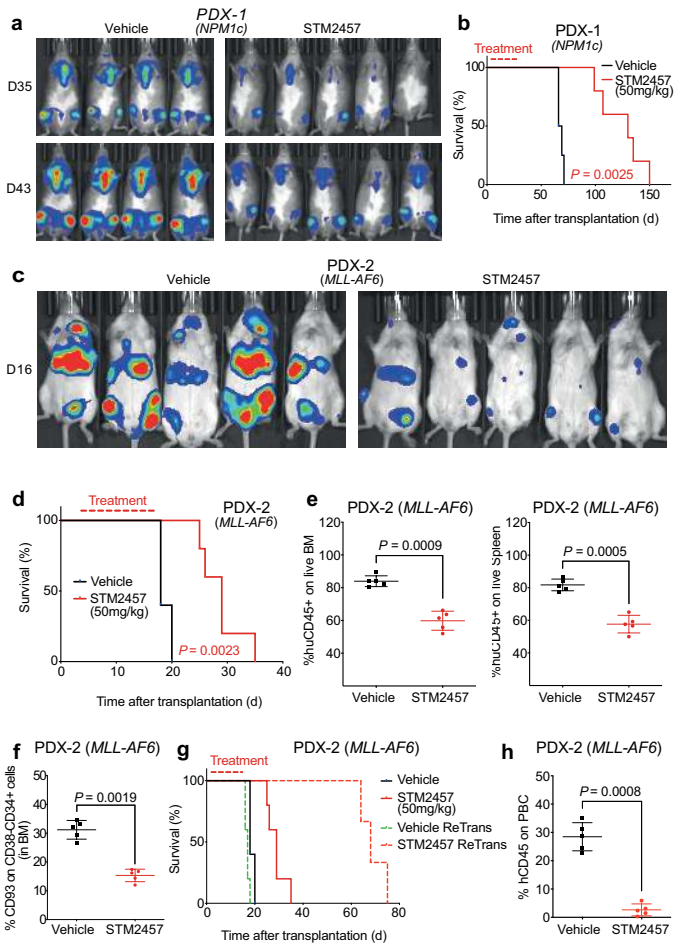 a
PDX-1
(NPM1c)
Vehicle
STM2457
D35
D43
b
PDX-1
(NPM1c)
Treatment
Vehicle
STM2457
(50mg/kg)
Survival (%)
100
50
0
P = 0.0025
0
50
100
150
Time after transplantation (d)
c
PDX-2
(MLL-AF6)
Vehicle
STM2457
D16
d
Treatment
PDX-2
(MLL-AF6)
Survival (%)
100
50
0
Vehicle
STM2457
(50mg/kg)
P = 0.0023
0
10
20
30
40
Time after transplantation (d)
e
PDX-2 (MLL-AF6)
%huCD45+ on live BM
120
100
80
60
40
P = 0.0009
Vehicle
STM2457
PDX-2 (MLL-AF6)
%huCD45+ on live Spleen
120
100
80
60
40
P = 0.0005
Vehicle
STM2457
f
PDX-2 (MLL-AF6)
% CD93 on CD38-CD34+ cells
(in BM)
50
40
30
20
10
0
P = 0.0019
Vehicle
STM2457
g
PDX-2 (MLL-AF6)
Treatment
Survival (%)
100
50
0
Vehicle
STM2457
(50mg/kg)
Vehicle ReTrans
STM2457 ReTrans
0
20
40
60
80
Time after transplantation (d)
h
PDX-2 (MLL-AF6)
% hCD45 on PBC
50
40
30
20
10
0
P = 0.0008
Vehicle
STM2457